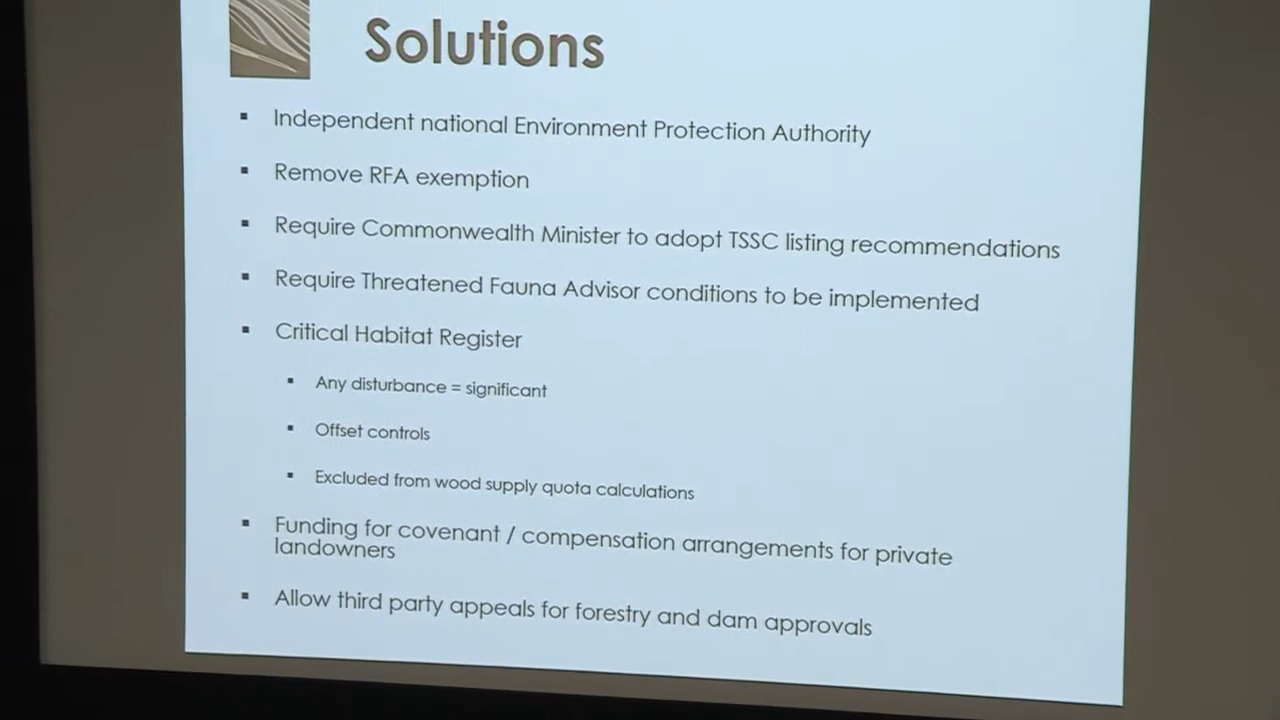 Solutions
▪ Independent national Environment Protection Authority
▪ Remove RFA exemption
▪ Require Commonwealth Minister to adopt TSSC listing recommendations
▪ Require Threatened Fauna Advisor conditions to be implemented
▪ Critical Habitat Register
▪ Any disturbance = significant
▪ Offset controls
▪ Excluded from wood supply quota calculations
▪ Funding for covenant / compensation arrangements for private
landowners
▪ Allow third party appeals for forestry and dam approvals